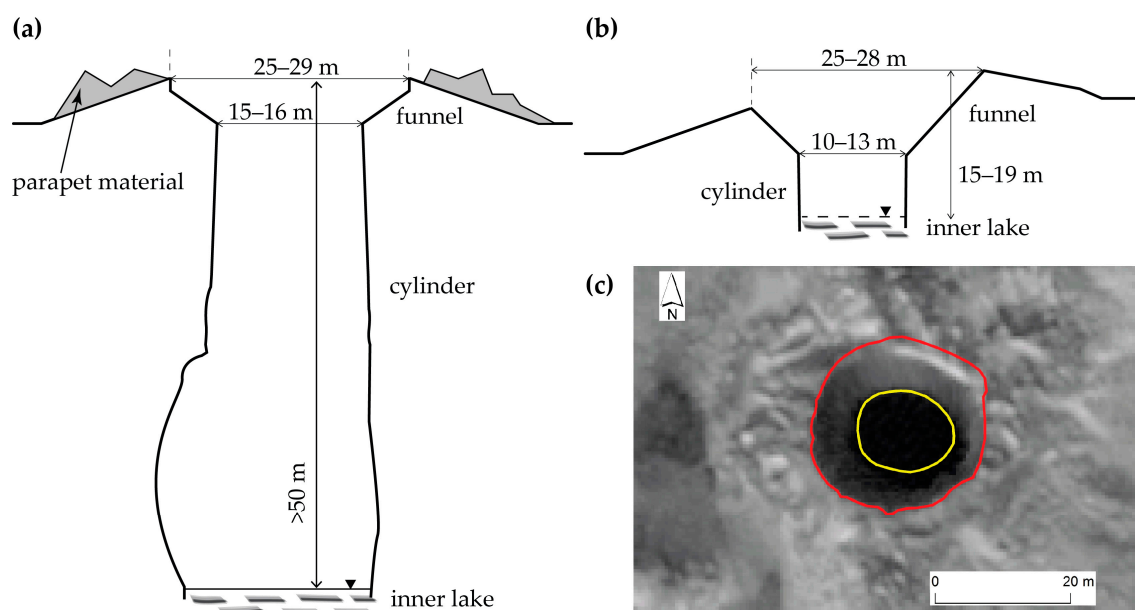 (a)
25–29 m
15–16 m
funnel
parapet material
cylinder
>50 m
inner lake
(b)
25–28 m
funnel
10–13 m
15–19 m
cylinder
inner lake
(c)
N
0
20 m